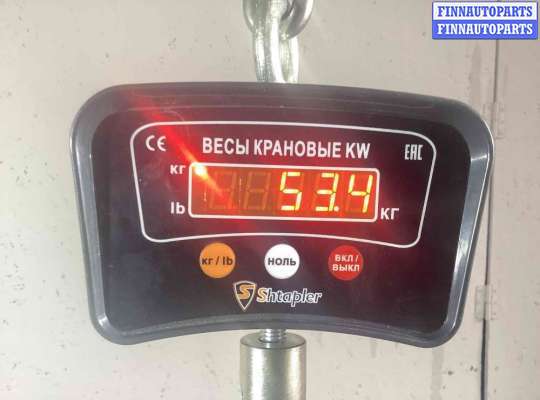 FINNAUTOPARTS
FINNAUTOPARTS
CE ВЕСЫ КРАНОВЫЕ KW EAC
кг
lb 53.4 кг
кг / lb НОЛЬ ВКЛ / ВЫКЛ
Shtapler